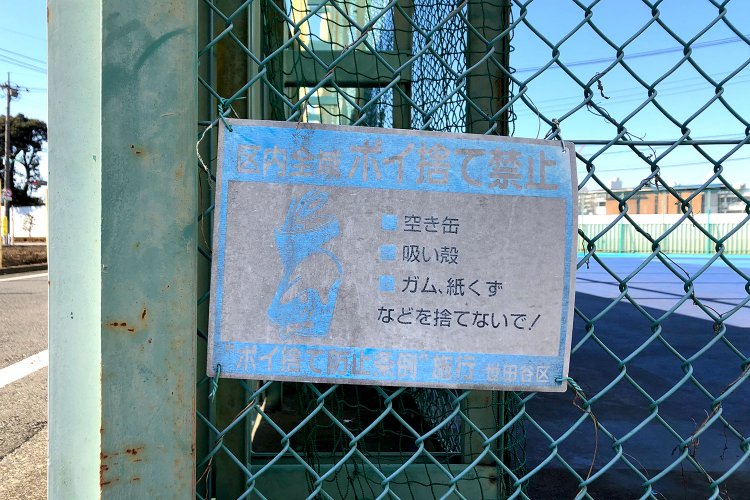 区内全域 ポイ捨て禁止
空き缶
吸い殻
ガム、紙くず
などを捨てないで!
"ポイ捨て防止条例"施行 世田谷区